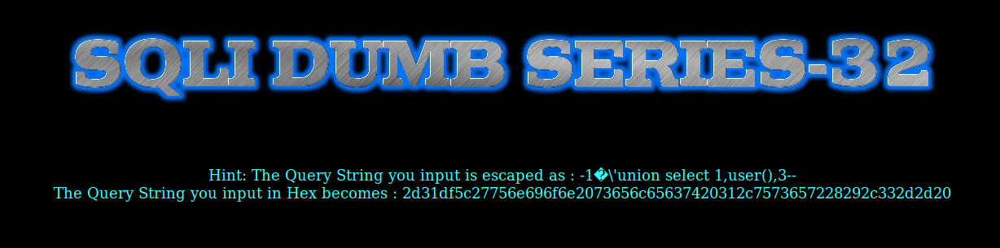 SQLI DUMB SERIES-32
Hint: The Query String you input is escaped as : -1�\'union select 1,user(),3--
The Query String you input in Hex becomes : 2d31df5c27756e696f6e2073656c65637420312c7573657228292c332d2d20